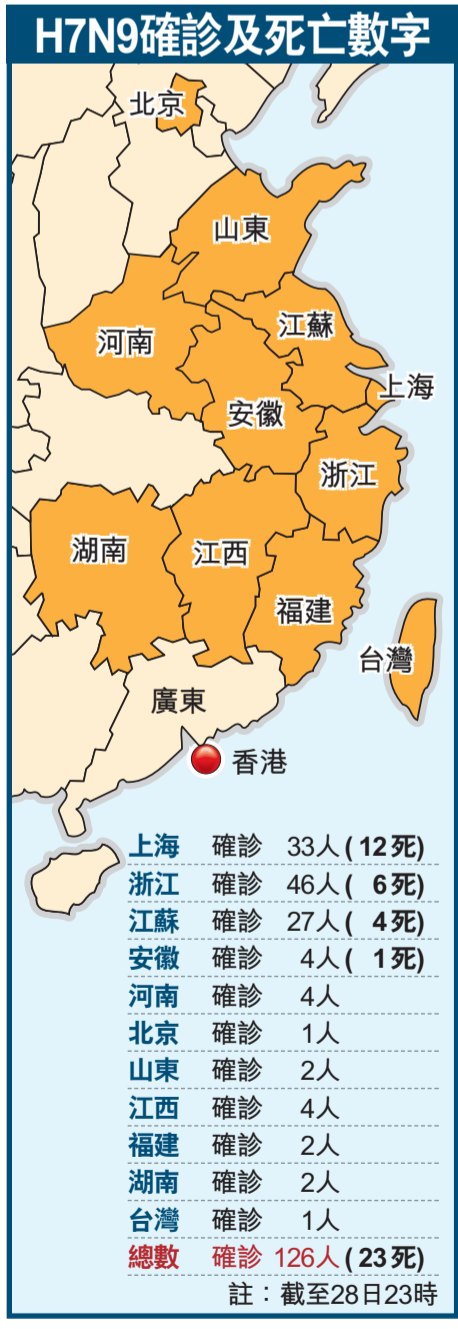 H7N9確診及死亡數字
北京
山東
河南
江蘇
上海
安徽
浙江
湖南
江西
福建
台灣
廣東
香港
上海 確診 33人 (12死)
浙江 確診 46人 ( 6死)
江蘇 確診 27人 ( 4死)
安徽 確診 4人 ( 1死)
河南 確診 4人
北京 確診 1人
山東 確診 2人
江西 確診 4人
福建 確診 2人
湖南 確診 2人
台灣 確診 1人
總數 確診 126人 (23死)
註：截至28日23時